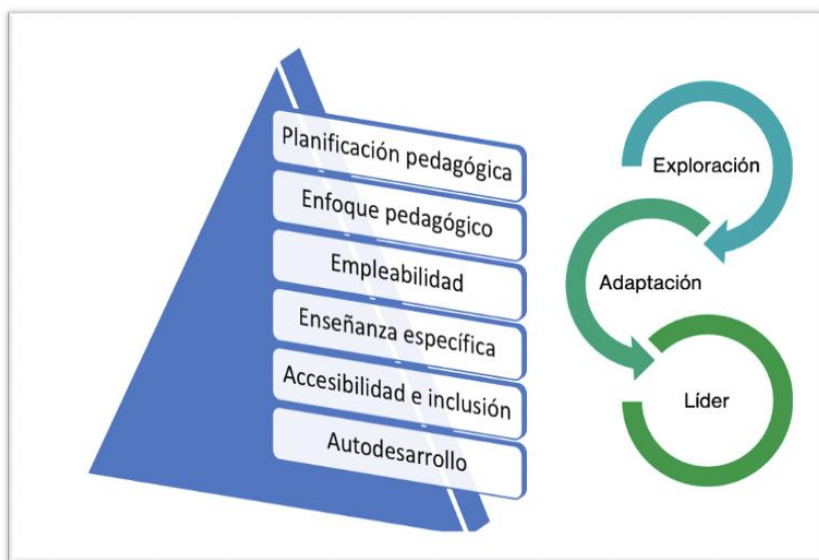 Planificación pedagógica
Enfoque pedagógico
Empleabilidad
Enseñanza específica
Accesibilidad e inclusión
Autodesarrollo
Exploración
Adaptación
Líder